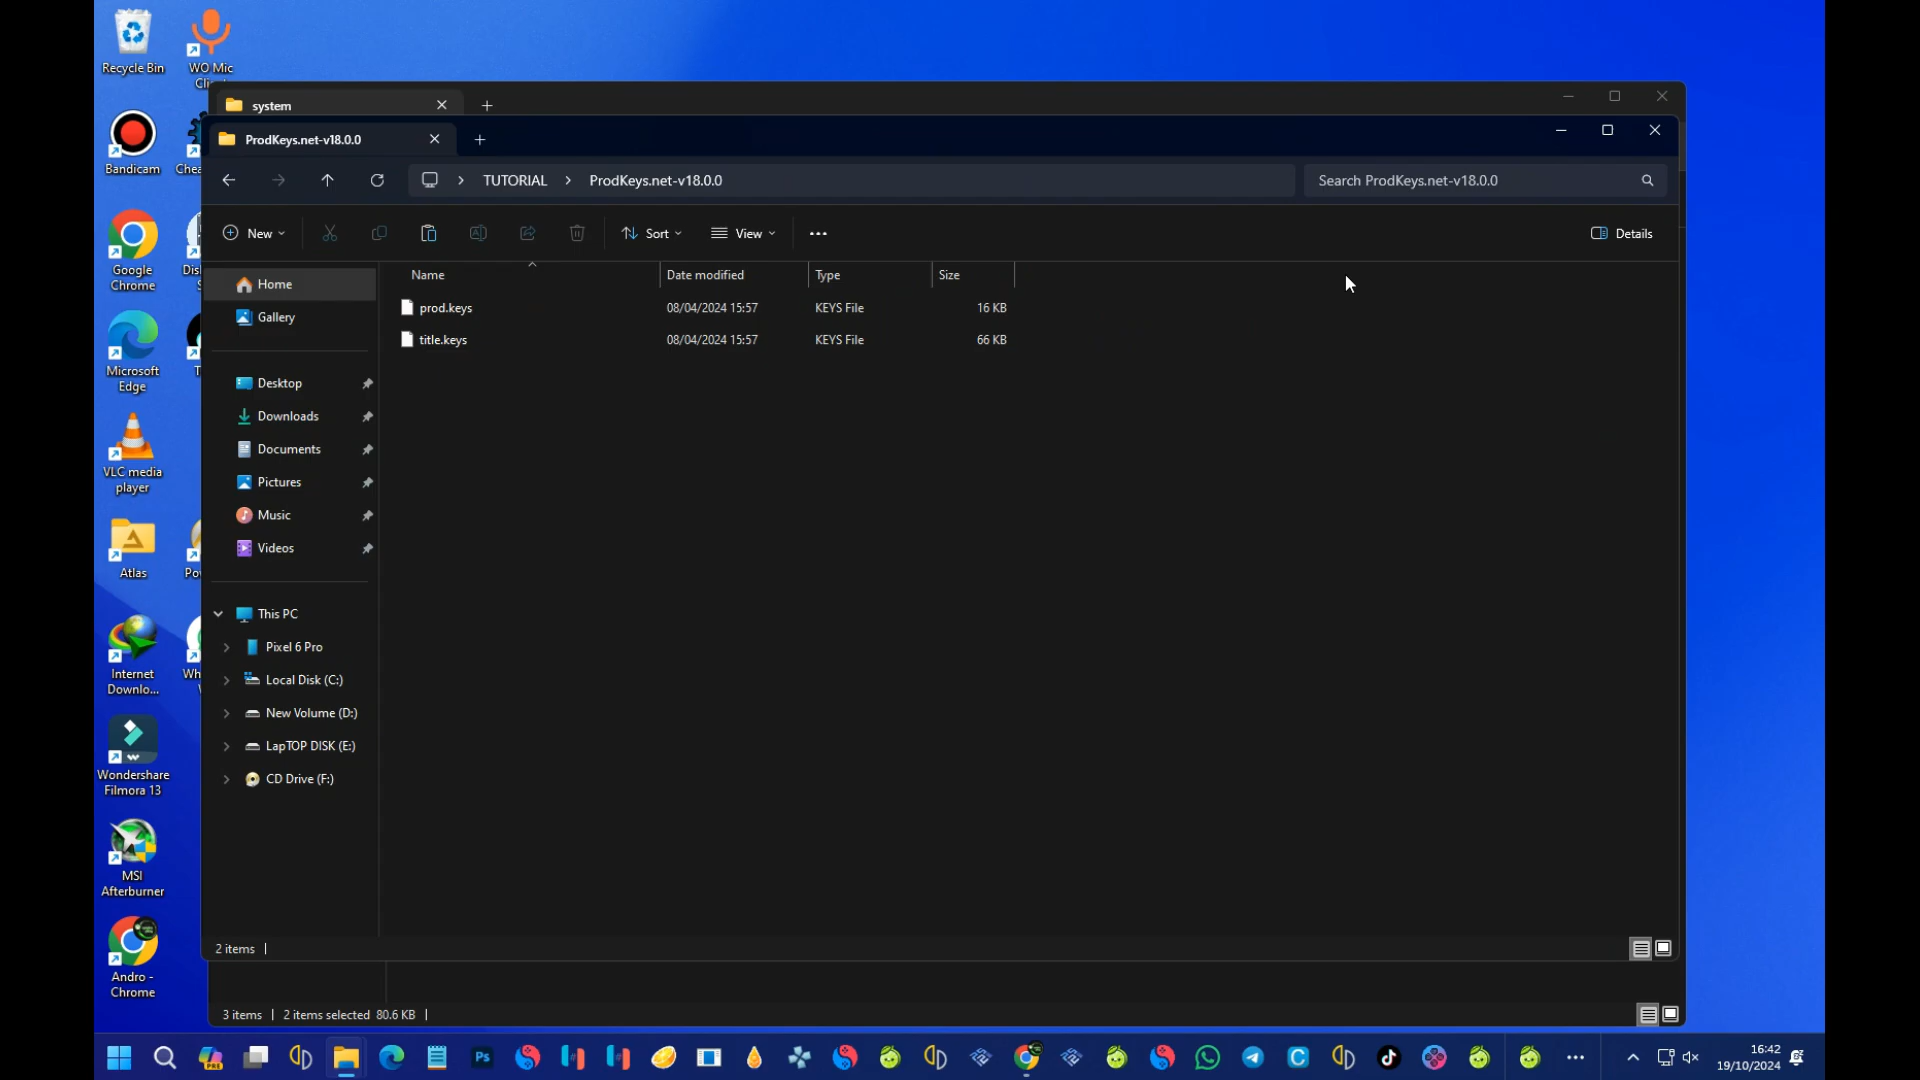 Recycle Bin
WO Mic
system
ProdKeys.net-v18.0.0
TUTORIAL
ProdKeys.net-v18.0.0
Search ProdKeys.net-v18.0.0
New
Sort
View
Details
Name
Date modified
Type
Size
prod.keys
08/04/2024 15:57
KEYS File
16 KB
title.keys
08/04/2024 15:57
KEYS File
66 KB
Home
Gallery
Desktop
Downloads
Documents
Pictures
Music
Videos
This PC
Pixel 6 Pro
Local Disk (C:)
New Volume (D:)
LapTOP DISK (E:)
CD Drive (F:)
2 items
3 items
2 items selected 80.6 KB
Bandicam
Google
Chrome
Microsoft
Edge
VLC media
player
Atlas
Internet
Downlo...
Wondershare
Filmora 13
MSI
Afterburner
Andro -
Chrome
PRE
Ps
16:42
19/10/2024